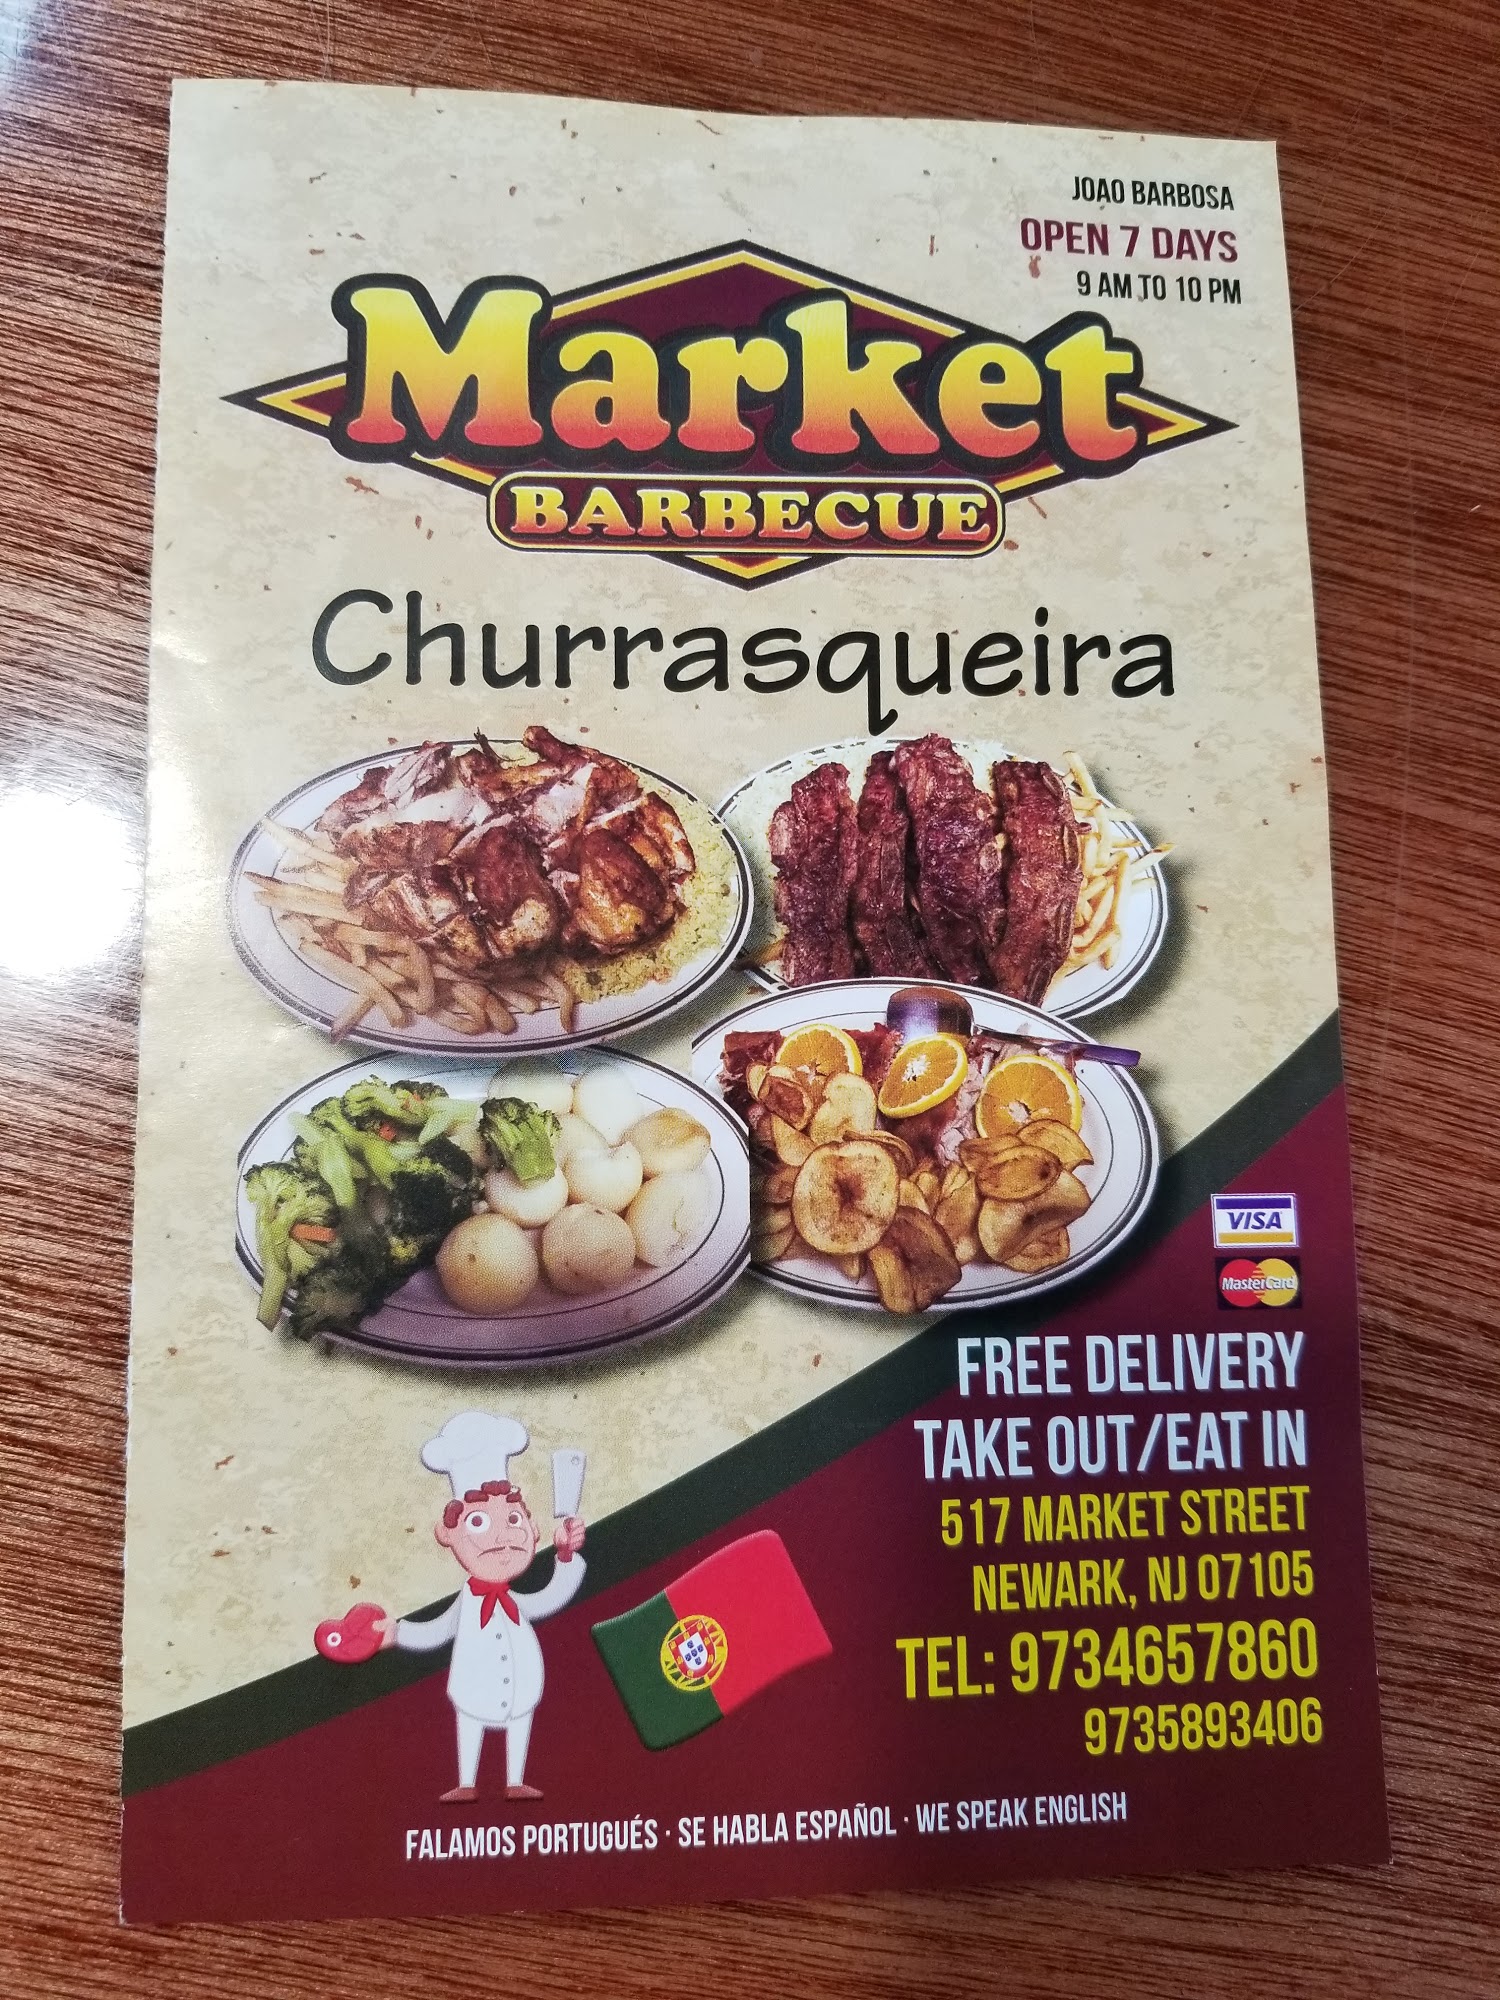 JOAO BARBOSA
OPEN 7 DAYS
9 AM TO 10 PM
Market
BARBECUE
Churrasqueira
VISA
MasterCard
FREE DELIVERY
TAKE OUT/EAT IN
517 MARKET STREET
NEWARK, NJ 07105
TEL: 9734657860
9735893406
FALAMOS PORTUGUÉS · SE HABLA ESPAÑOL · WE SPEAK ENGLISH